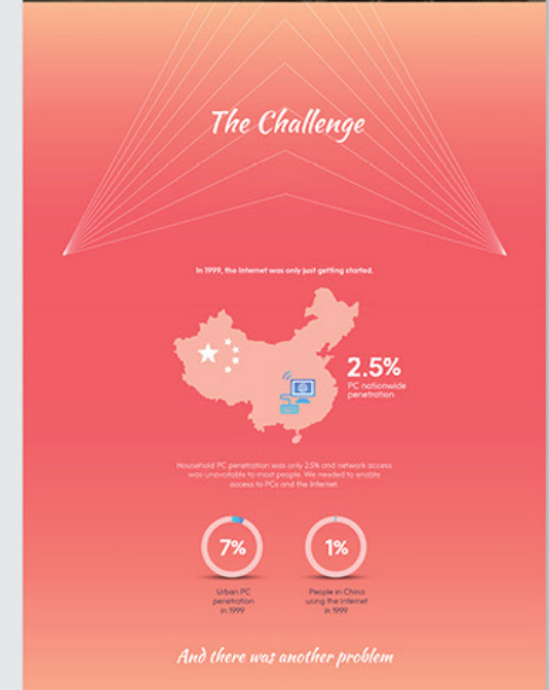 The Challenge
In 1999, the internet was only just getting started.
2.5%
PC nationwide
penetration
Household PC penetration was only 2.5% and network access
was unavailable to most people. We needed to enable
access to PCs and the Internet
7%
Urban PC
penetration
in 1999
1%
People in China
using the internet
in 1999
And there was another problem